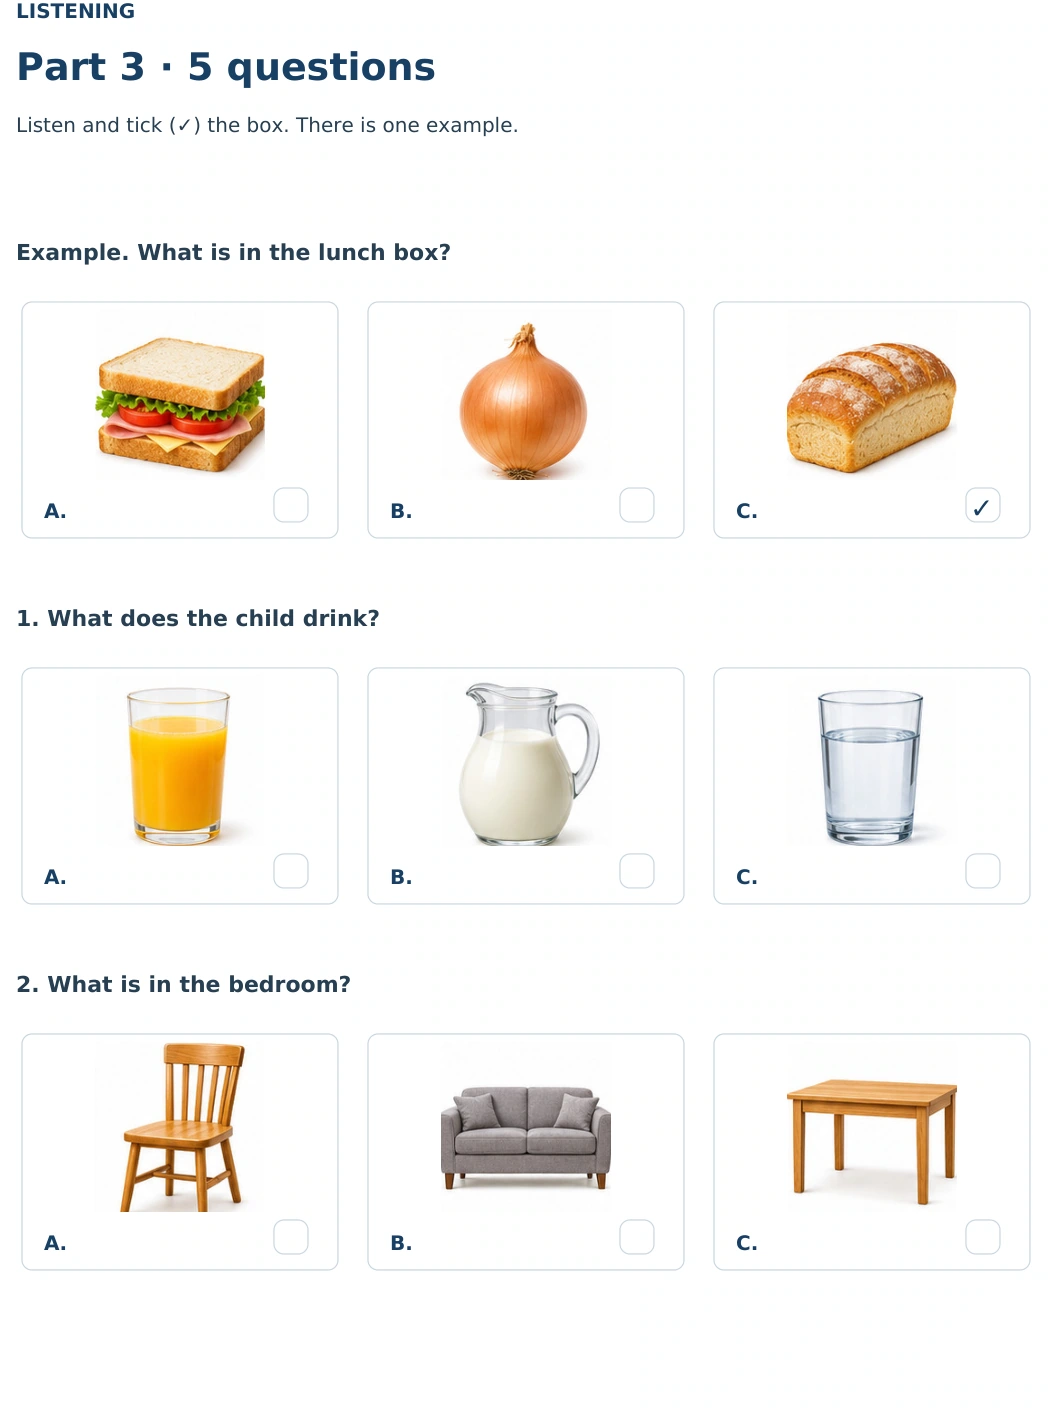 LISTENING
Part 3 · 5 questions
Listen and tick (✓) the box. There is one example.
Example. What is in the lunch box?
A. B. C. ✓
1. What does the child drink?
A. B. C.
2. What is in the bedroom?
A. B. C.